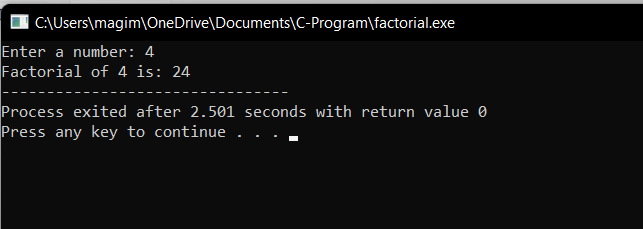 C:\Users\magim\OneDrive\Documents\C-Program\factorial.exe
Enter a number: 4
Factorial of 4 is: 24
--------------------------------
Process exited after 2.501 seconds with return value 0
Press any key to continue . . .